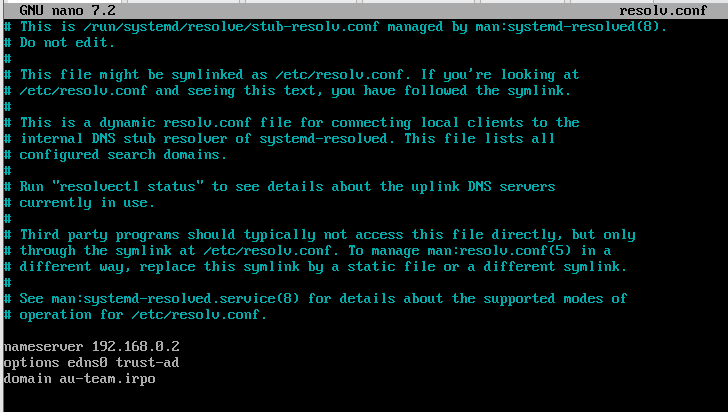 GNU nano 7.2 resolv.conf
# This is /run/systemd/resolve/stub-resolv.conf managed by man:systemd-resolved(8).
# Do not edit.
#
# This file might be symlinked as /etc/resolv.conf. If you're looking at
# /etc/resolv.conf and seeing this text, you have followed the symlink.
#
# This is a dynamic resolv.conf file for connecting local clients to the
# internal DNS stub resolver of systemd-resolved. This file lists all
# configured search domains.
#
# Run "resolvectl status" to see details about the uplink DNS servers
# currently in use.
#
# Third party programs should typically not access this file directly, but only
# through the symlink at /etc/resolv.conf. To manage man:resolv.conf(5) in a
# different way, replace this symlink by a static file or a different symlink.
#
# See man:systemd-resolved.service(8) for details about the supported modes of
# operation for /etc/resolv.conf.
nameserver 192.168.0.2
options edns0 trust-ad
domain au-team.irpo